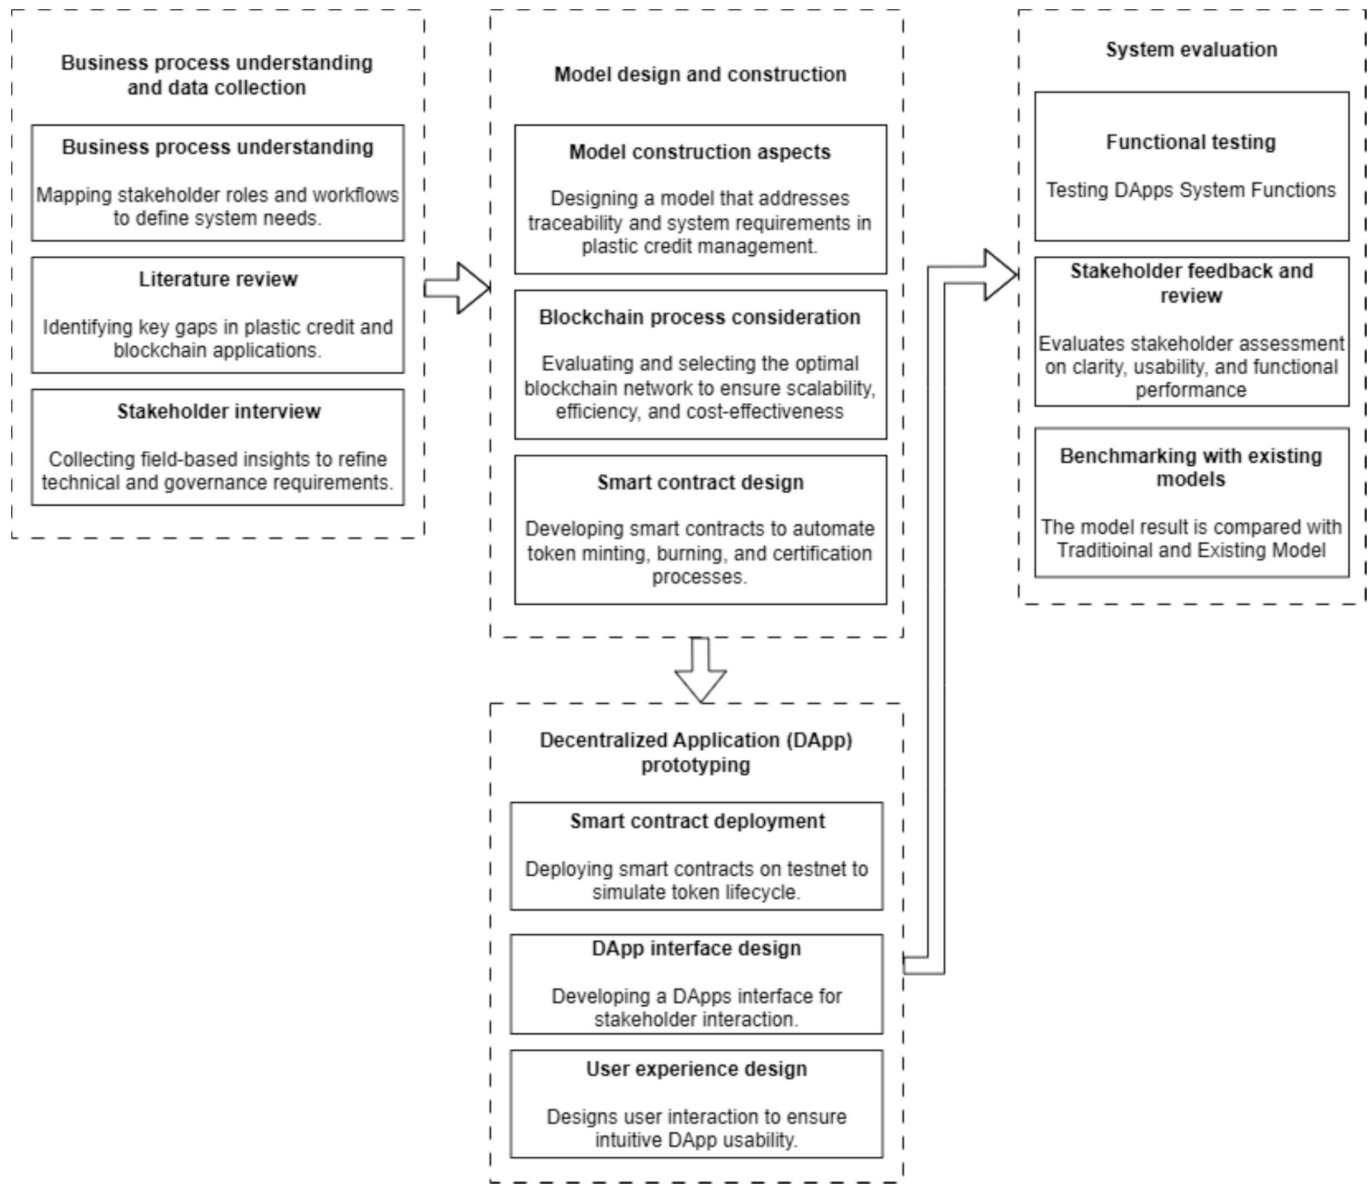 Business process understanding
and data collection
Business process understanding
Mapping stakeholder roles and workflows
to define system needs.
Literature review
Identifying key gaps in plastic credit and
blockchain applications.
Stakeholder interview
Collecting field-based insights to refine
technical and governance requirements.
Model design and construction
Model construction aspects
Designing a model that addresses
traceability and system requirements in
plastic credit management.
Blockchain process consideration
Evaluating and selecting the optimal
blockchain network to ensure scalability,
efficiency, and cost-effectiveness
Smart contract design
Developing smart contracts to automate
token minting, burning, and certification
processes.
Decentralized Application (DApp)
prototyping
Smart contract deployment
Deploying smart contracts on testnet to
simulate token lifecycle.
DApp interface design
Developing a DApps interface for
stakeholder interaction.
User experience design
Designs user interaction to ensure
intuitive DApp usability.
System evaluation
Functional testing
Testing DApps System Functions
Stakeholder feedback and
review
Evaluates stakeholder assessment
on clarity, usability, and functional
performance
Benchmarking with existing
models
The model result is compared with
Traditioinal and Existing Model